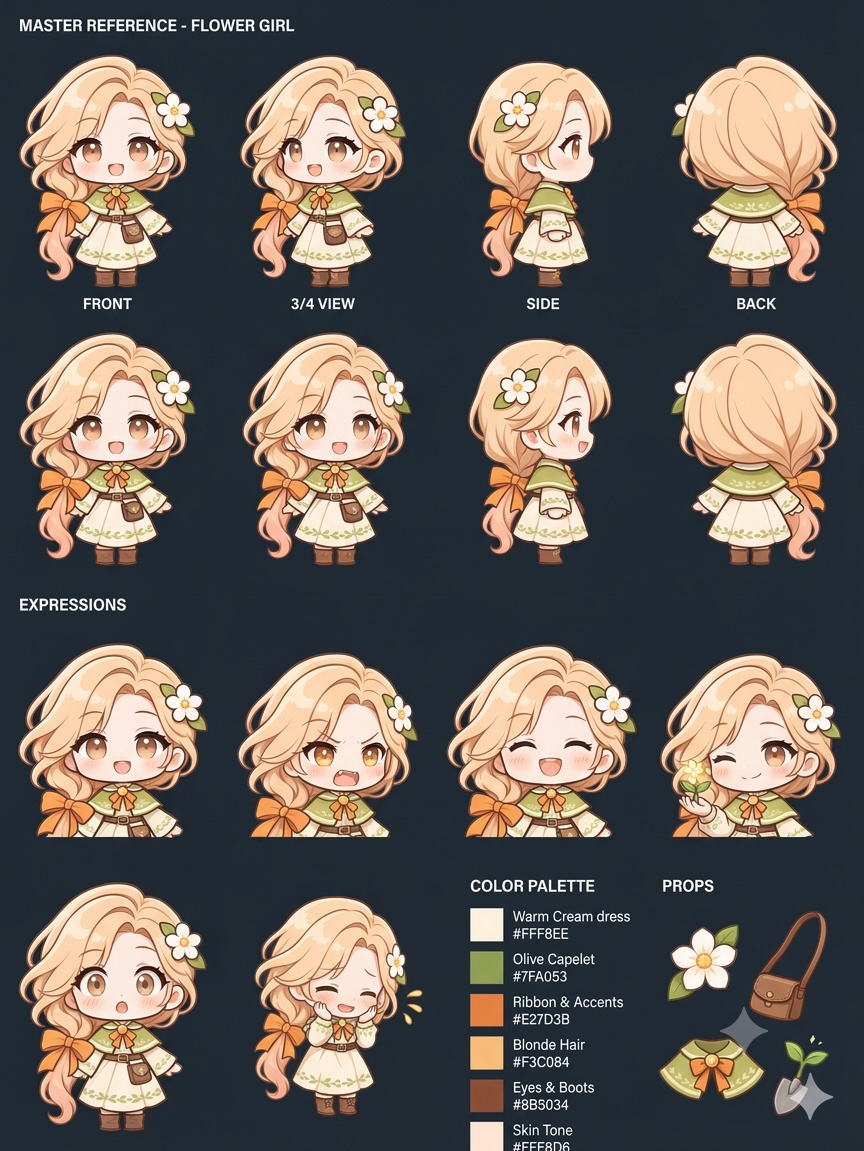 MASTER REFERENCE - FLOWER GIRL
FRONT
3/4 VIEW
SIDE
BACK
EXPRESSIONS
COLOR PALETTE
Warm Cream dress
#FFF8EE
Olive Capelet
#7FA053
Ribbon & Accents
#E27D3B
Blonde Hair
#F3C084
Eyes & Boots
#8B5034
Skin Tone
PROPS